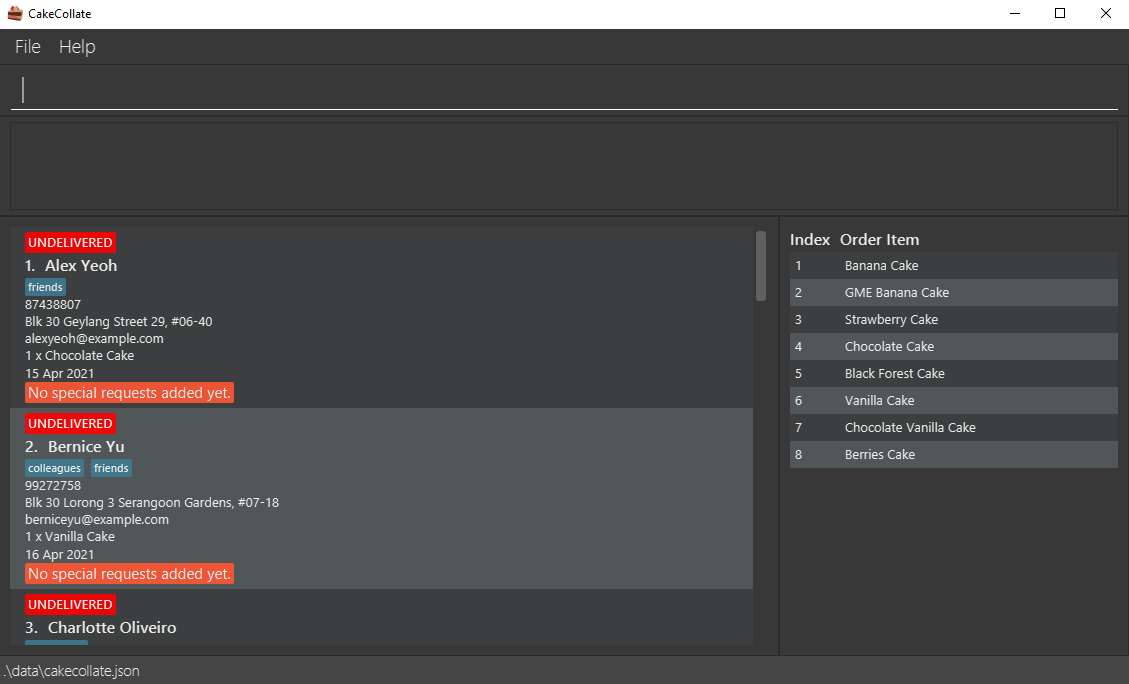 CakeCollate
File Help
UNDELIVERED
1. Alex Yeoh
friends
87438807
Blk 30 Geylang Street 29, #06-40
alexyeoh@example.com
1 x Chocolate Cake
15 Apr 2021
No special requests added yet.
UNDELIVERED
2. Bernice Yu
colleagues friends
99272758
Blk 30 Lorong 3 Serangoon Gardens, #07-18
berniceyu@example.com
1 x Vanilla Cake
16 Apr 2021
No special requests added yet.
UNDELIVERED
3. Charlotte Oliveiro
Index Order Item
1 Banana Cake
2 GME Banana Cake
3 Strawberry Cake
4 Chocolate Cake
5 Black Forest Cake
6 Vanilla Cake
7 Chocolate Vanilla Cake
8 Berries Cake
.\data\cakecollate.json